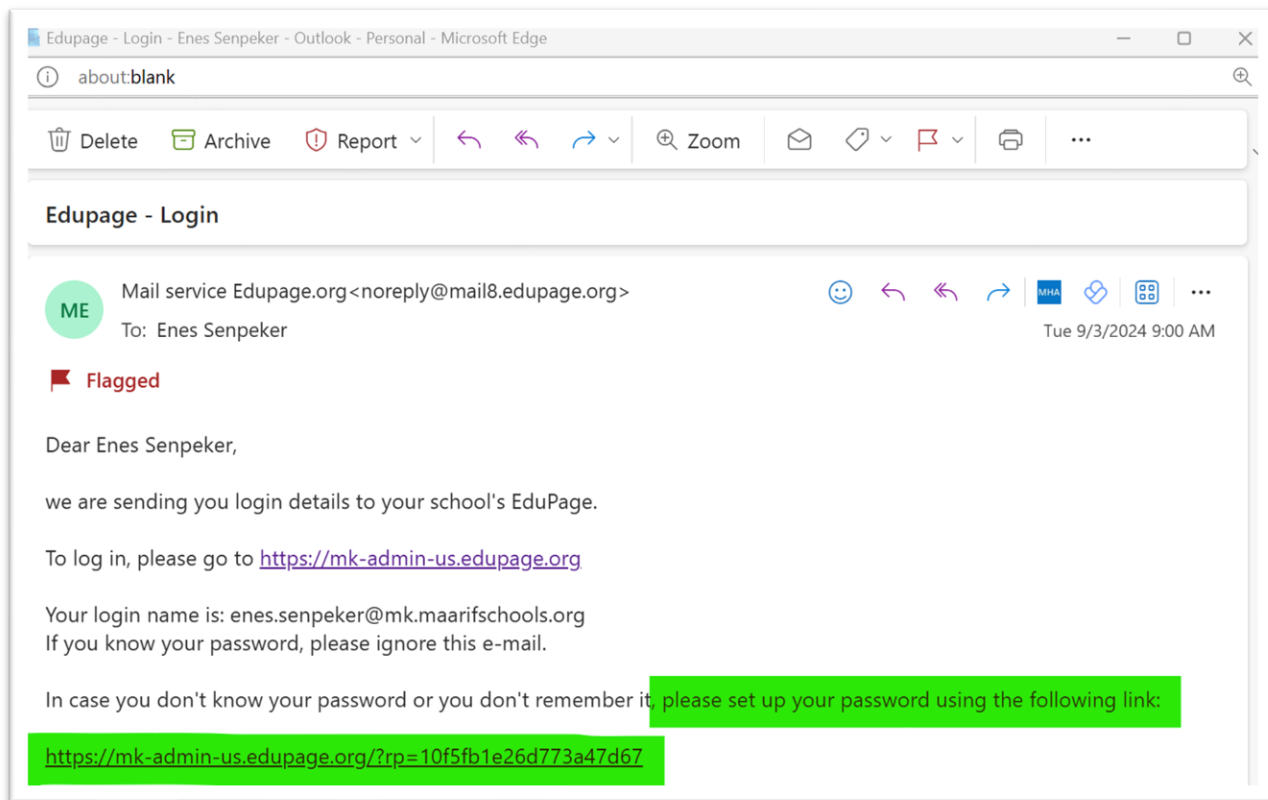 Edupage - Login - Enes Senpeker - Outlook - Personal - Microsoft Edge
about:blank
Delete Archive Report Zoom
Edupage - Login
ME
Mail service Edupage.org<noreply@mail8.edupage.org>
MHA
To: Enes Senpeker
Tue 9/3/2024 9:00 AM
Flagged
Dear Enes Senpeker,
we are sending you login details to your school's EduPage.
To log in, please go to https://mk-admin-us.edupage.org
Your login name is: enes.senpeker@mk.maarifschools.org
If you know your password, please ignore this e-mail.
In case you don't know your password or you don't remember it, please set up your password using the following link:
https://mk-admin-us.edupage.org/?rp=10f5fb1e26d773a47d67